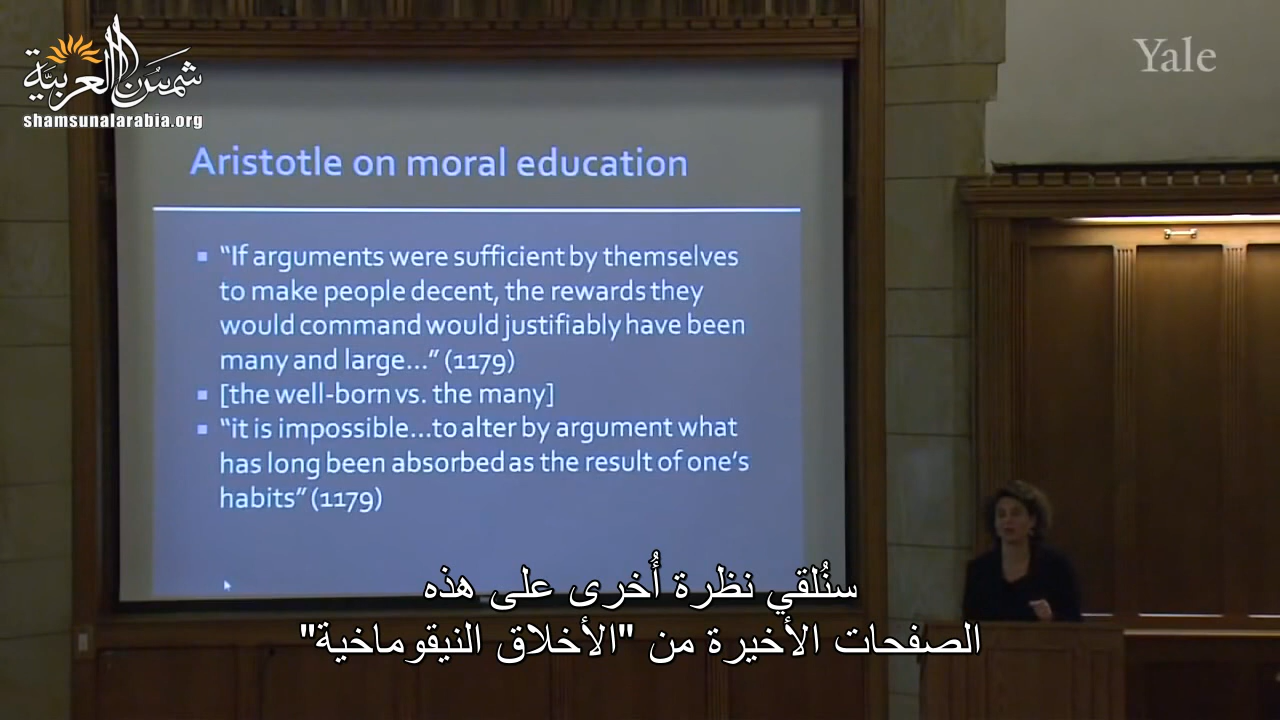 شمسُ العربيَّة
shamsunalarabia.org
Yale
Aristotle on moral education
▪ “If arguments were sufficient by themselves
to make people decent, the rewards they
would command would justifiably have been
many and large…” (1179)
▪ [the well-born vs. the many]
▪ “it is impossible…to alter by argument what
has long been absorbed as the result of one’s
habits” (1179)
سنُلقي نظرة أُخرى على هذه
الصفحات الأخيرة من "الأخلاق النيقوماخية"